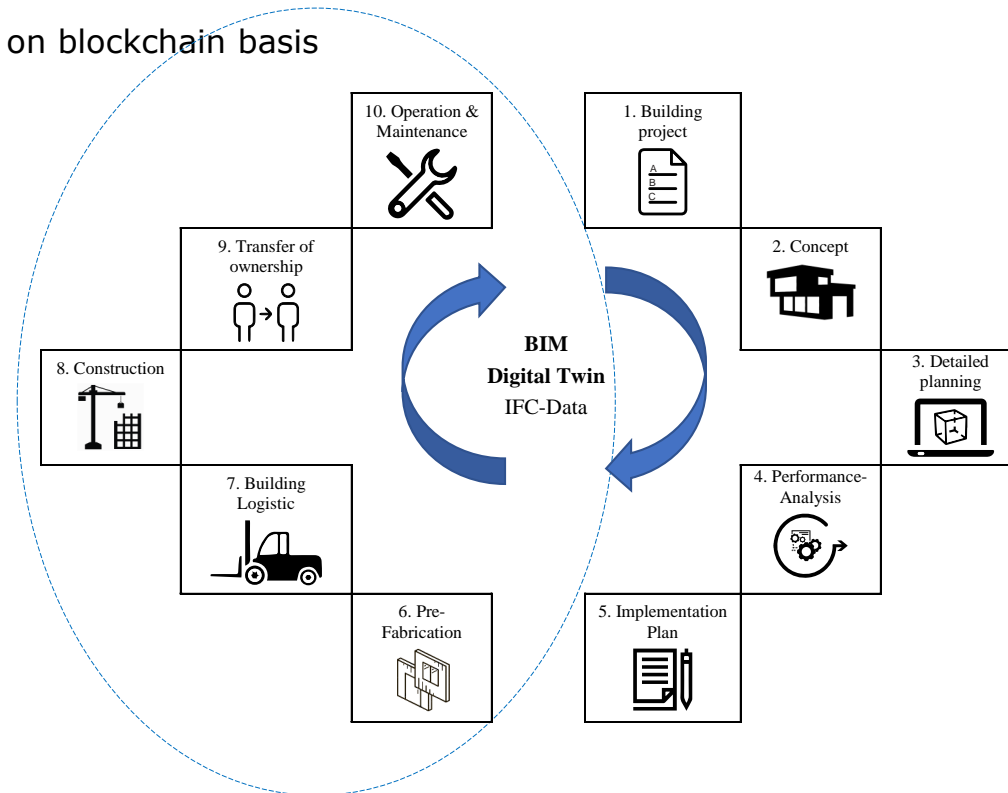 on blockchain basis
10. Operation &
Maintenance
1. Building
project
A
B
C
9. Transfer of
ownership
2. Concept
8. Construction
BIM
Digital Twin
IFC-Data
3. Detailed
planning
7. Building
Logistic
4. Performance-
Analysis
6. Pre-
Fabrication
5. Implementation
Plan